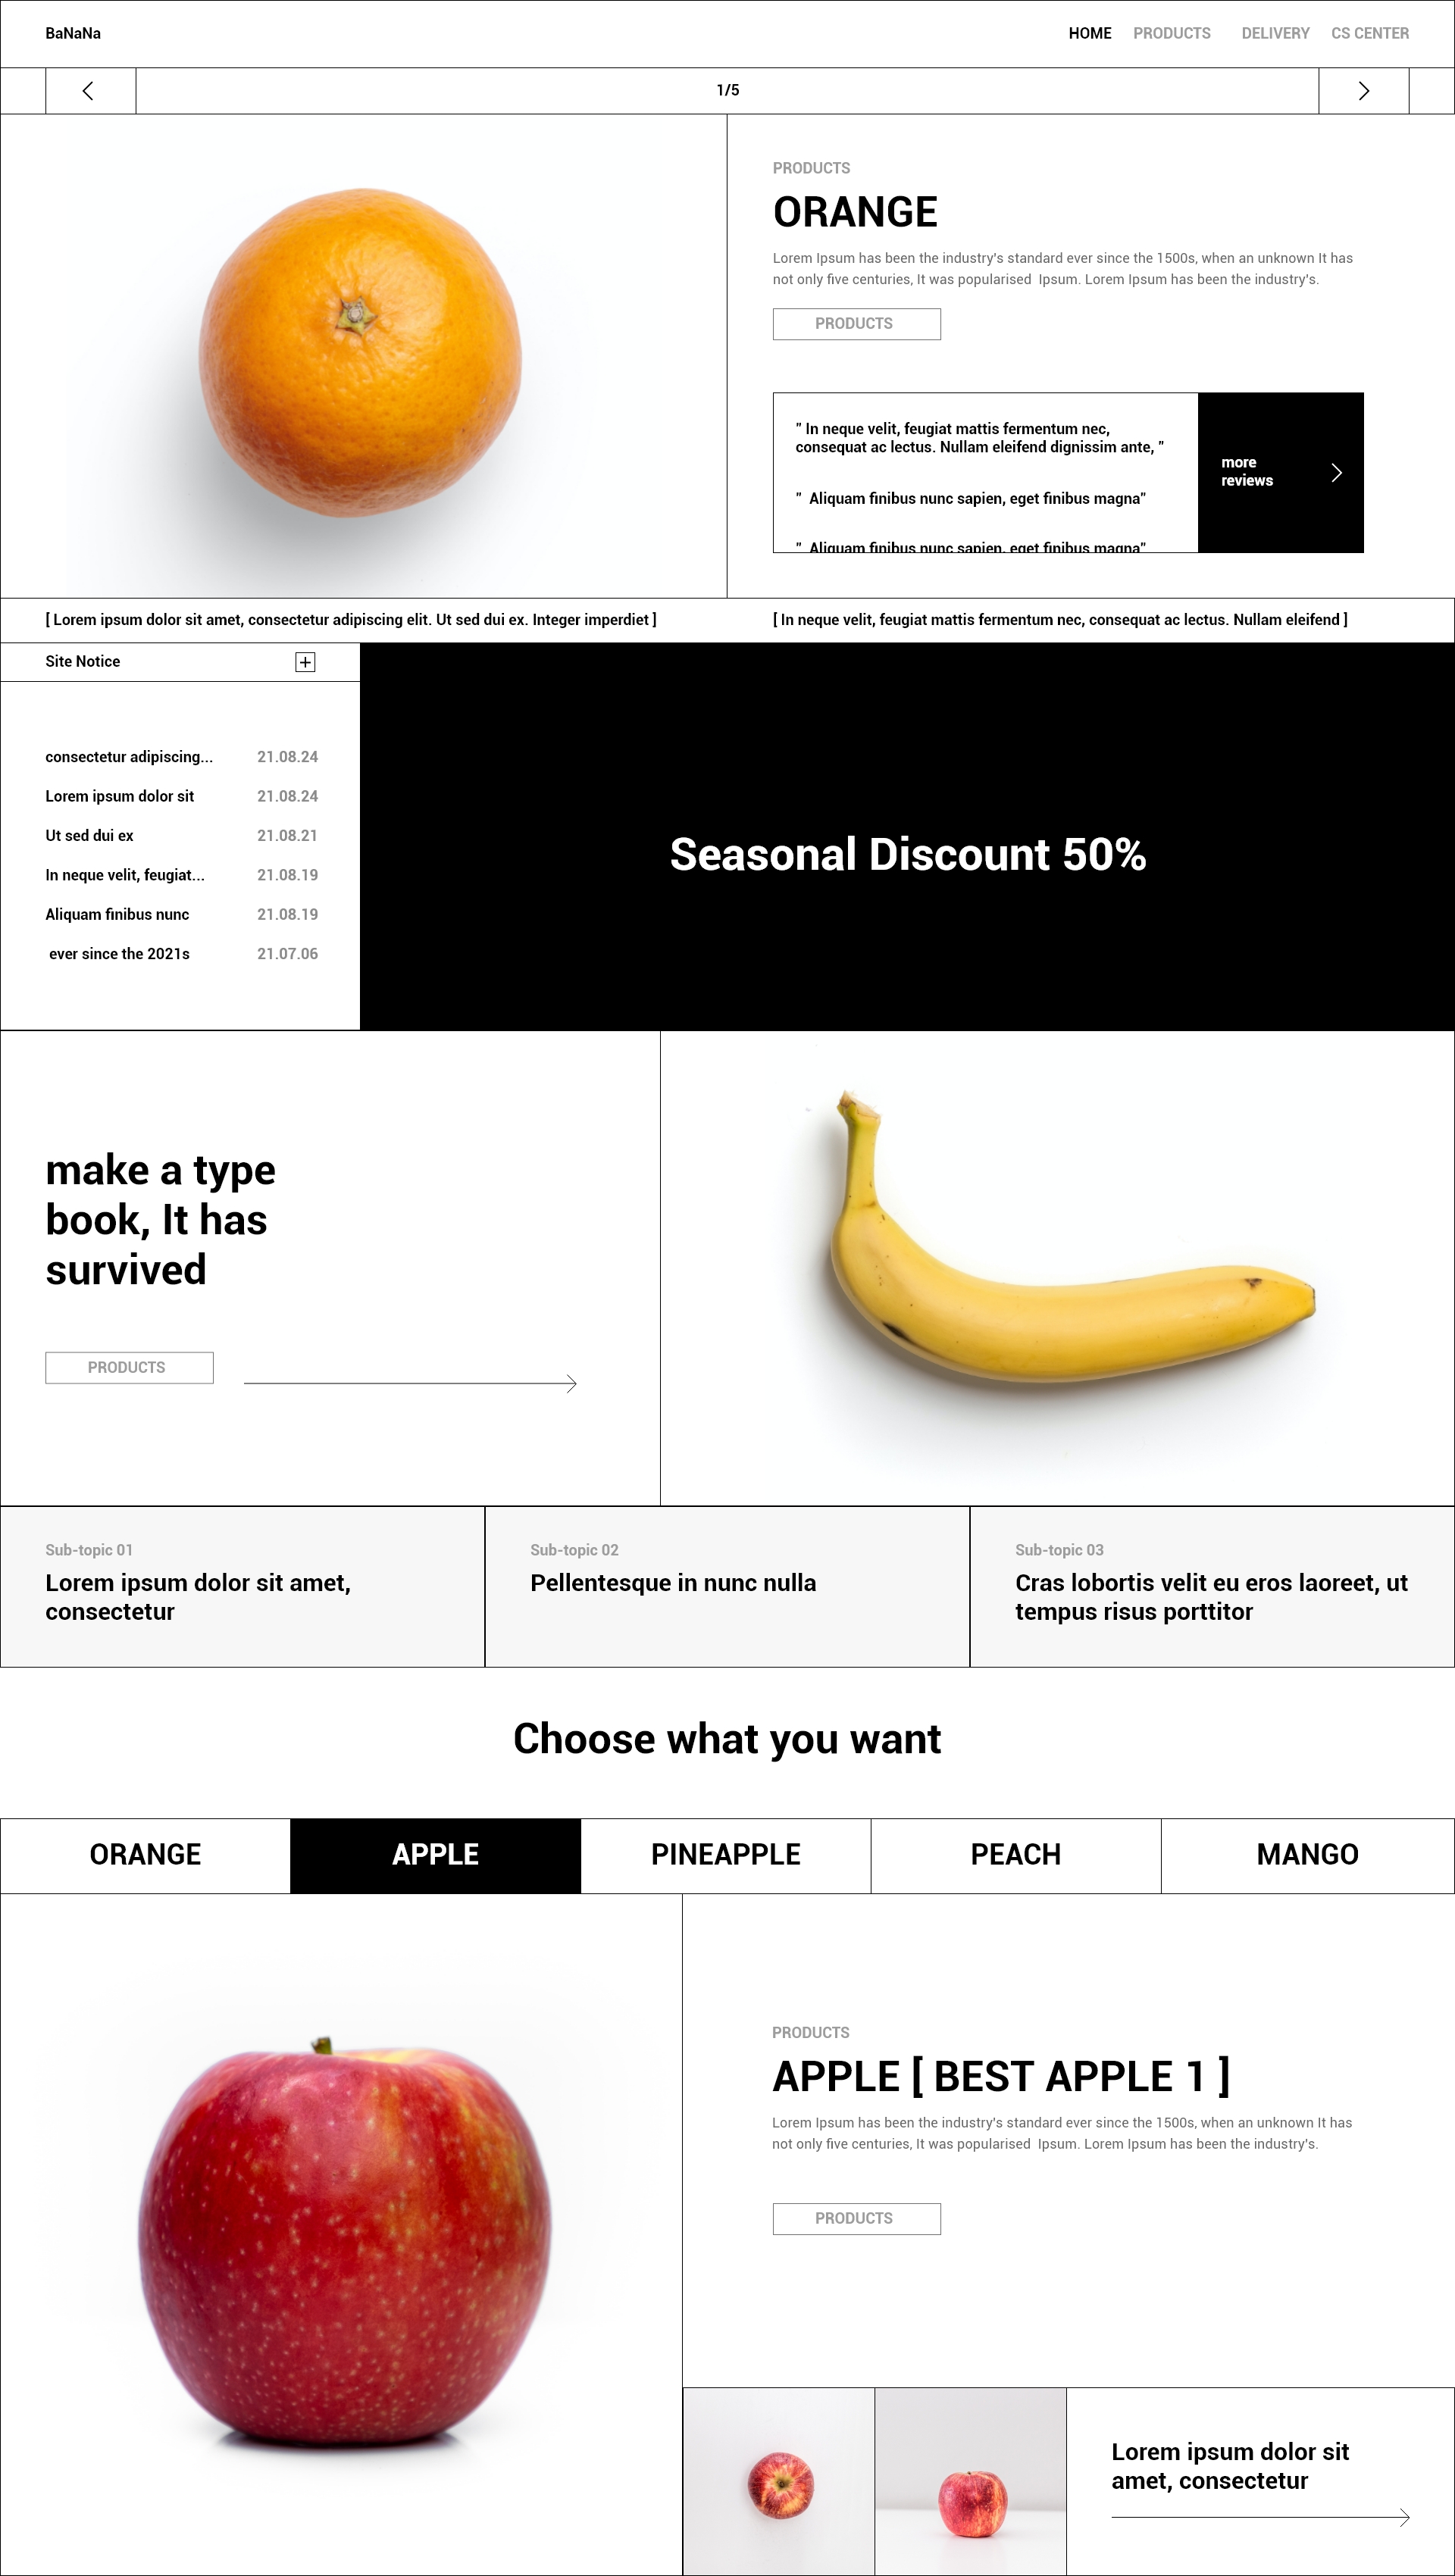 BaNaNa
HOME PRODUCTS DELIVERY CS CENTER
1/5
PRODUCTS
ORANGE
Lorem Ipsum has been the industry's standard ever since the 1500s, when an unknown It has
not only five centuries, It was popularised Ipsum. Lorem Ipsum has been the industry's.
PRODUCTS
" In neque velit, feugiat mattis fermentum nec,
consequat ac lectus. Nullam eleifend dignissim ante, "
" Aliquam finibus nunc sapien, eget finibus magna"
" Aliquam finibus nunc sapien, eget finibus magna"
more
reviews
[ Lorem ipsum dolor sit amet, consectetur adipiscing elit. Ut sed dui ex. Integer imperdiet ]
[ In neque velit, feugiat mattis fermentum nec, consequat ac lectus. Nullam eleifend ]
Site Notice
consectetur adipiscing... 21.08.24
Lorem ipsum dolor sit 21.08.24
Ut sed dui ex 21.08.21
In neque velit, feugiat... 21.08.19
Aliquam finibus nunc 21.08.19
ever since the 2021s 21.07.06
Seasonal Discount 50%
make a type
book, It has
survived
PRODUCTS
Sub-topic 01
Lorem ipsum dolor sit amet,
consectetur
Sub-topic 02
Pellentesque in nunc nulla
Sub-topic 03
Cras lobortis velit eu eros laoreet, ut
tempus risus porttitor
Choose what you want
ORANGE APPLE PINEAPPLE PEACH MANGO
PRODUCTS
APPLE [ BEST APPLE 1 ]
Lorem Ipsum has been the industry's standard ever since the 1500s, when an unknown It has
not only five centuries, It was popularised Ipsum. Lorem Ipsum has been the industry's.
PRODUCTS
Lorem ipsum dolor sit
amet, consectetur